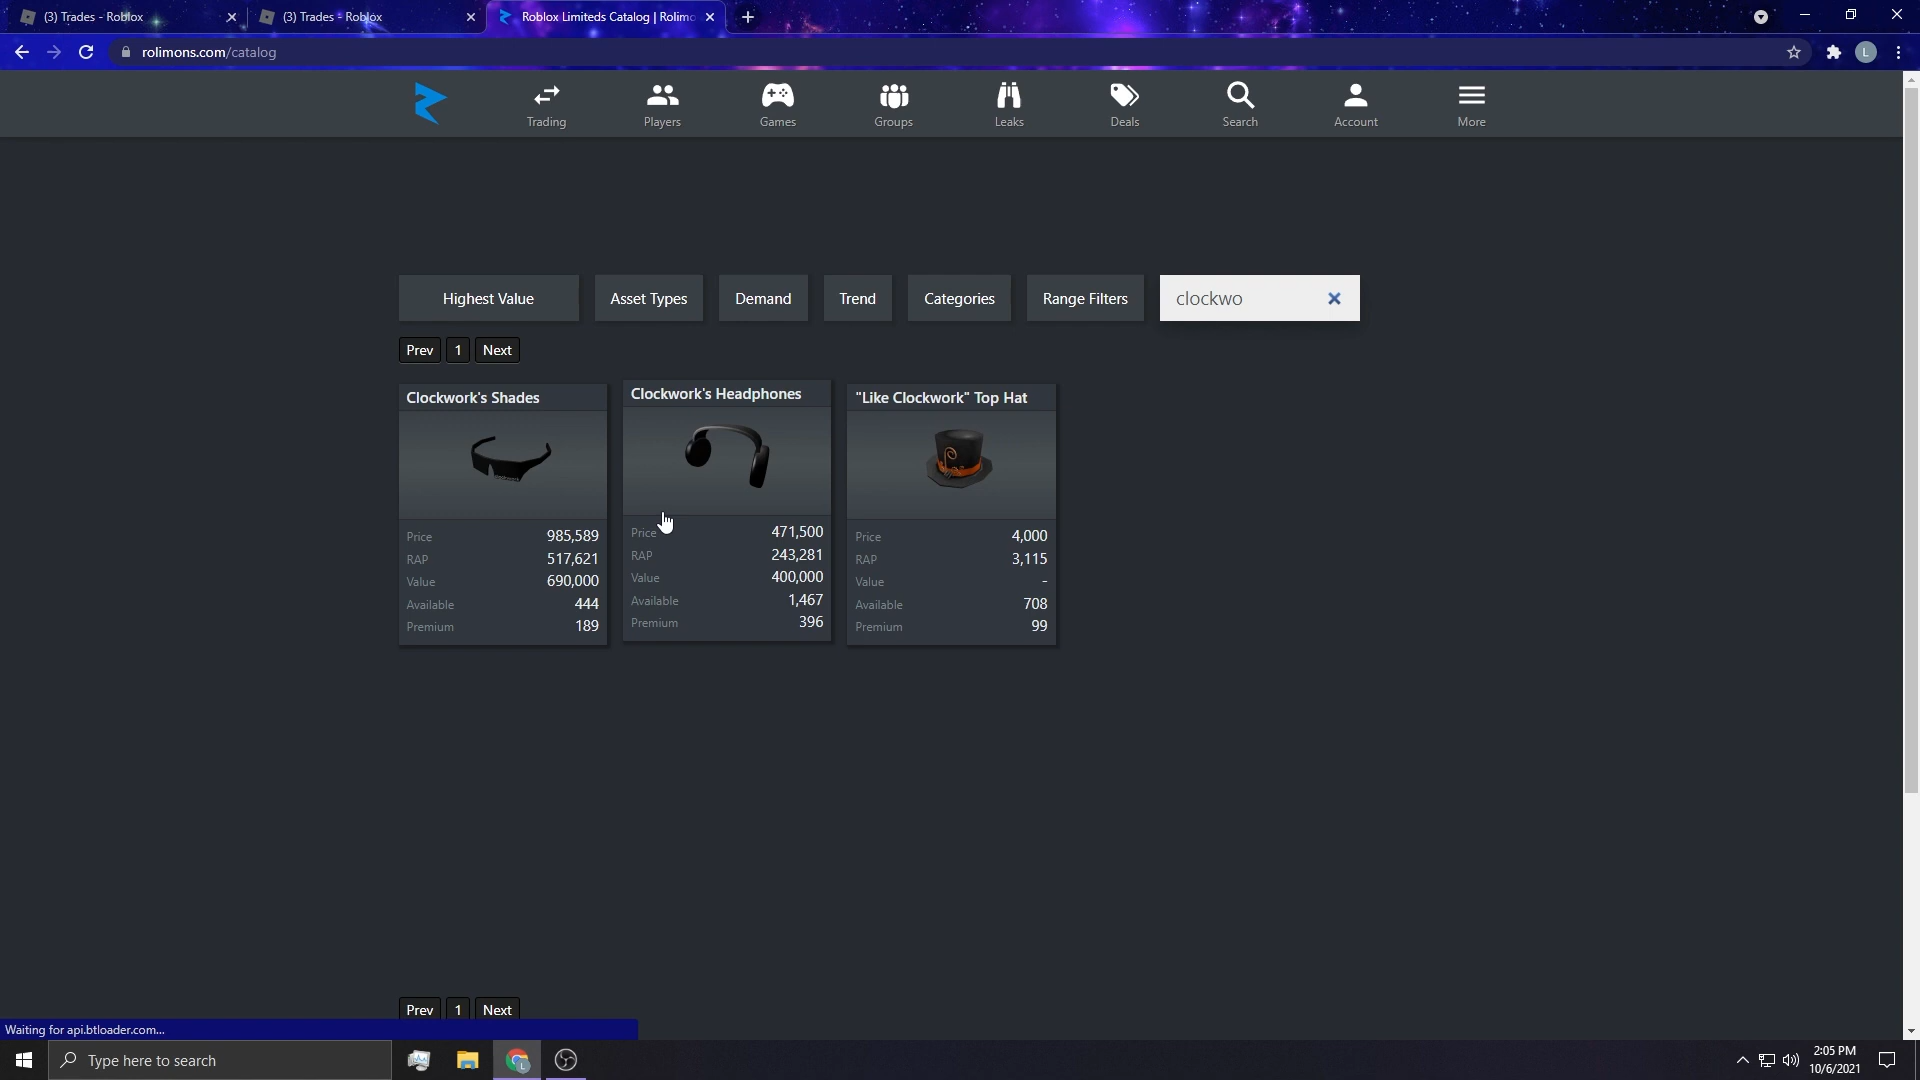 (3) Trades - Roblox
(3) Trades - Roblox
Roblox Limiteds Catalog | Rolimo
rolimons.com/catalog
L
Trading
Players
Games
Groups
Leaks
Deals
Search
Account
More
Highest Value
Asset Types
Demand
Trend
Categories
Range Filters
clockwo
Prev 1 Next
Clockwork's Shades
Price 985,589
RAP 517,621
Value 690,000
Available 444
Premium 189
Clockwork's Headphones
Price 471,500
RAP 243,281
Value 400,000
Available 1,467
Premium 396
"Like Clockwork" Top Hat
Price 4,000
RAP 3,115
Value -
Available 708
Premium 99
Prev 1 Next
Waiting for api.btloader.com...
Type here to search
L
2:05 PM
10/6/2021